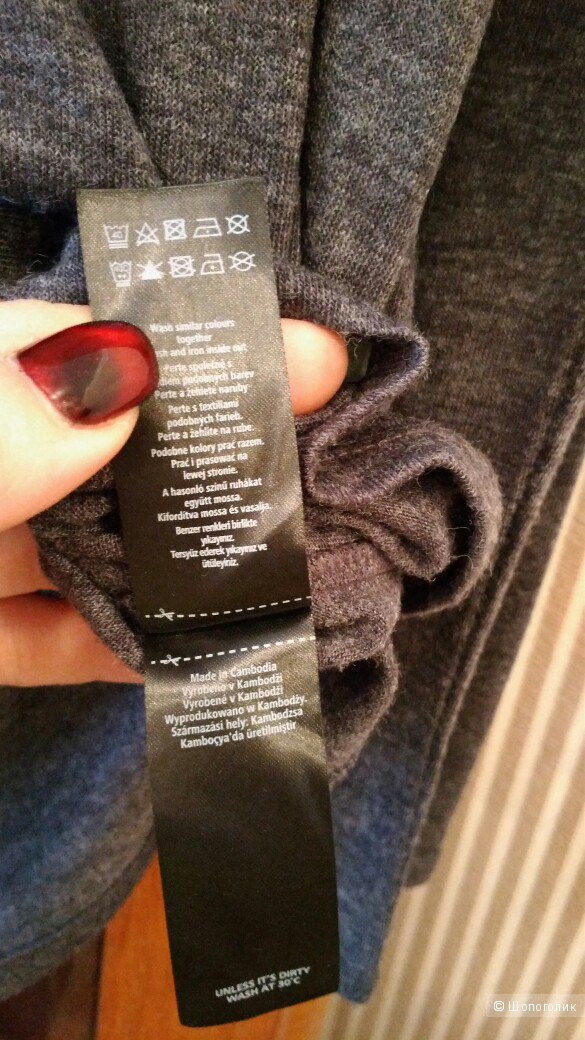 40
Wash similar colours
together
and iron inside out.
Perte společně s
podobných barev
Perte a žehlete naruby
Perte s textíliami
podobných farieb.
Perte a žehlite na rube.
Podobne kolory prać razem.
Prać i prasować na
lewej stronie.
A hasonló színű ruhákat
együtt mossa.
Kifordítva mossa és vasalja.
Benzer renkleri birlikte
yıkayınız.
Tersyüz ederek yıkayınız ve
ütüleyiniz.
Made in Cambodia
Vyrobeno v Kambodži
Vyrobené v Kambodži
Wyprodukowano w Kambodży.
Származási hely: Kambodzsa
Kamboçya'da üretilmiştir
UNLESS IT'S DIRTY
WASH AT 30°C
© Шопоголик